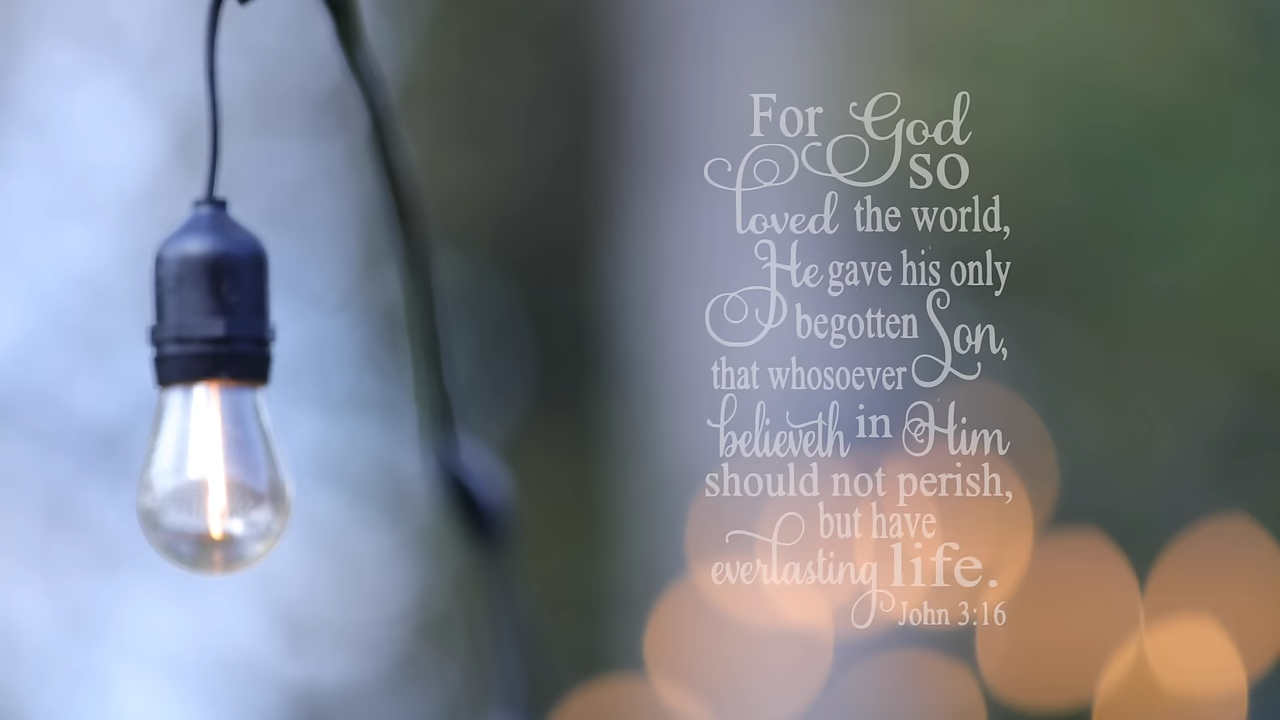 For God
so
loved the world,
He gave his only
begotten Son,
that whosoever
believeth in Him
should not perish,
but have
everlasting life.
John 3:16